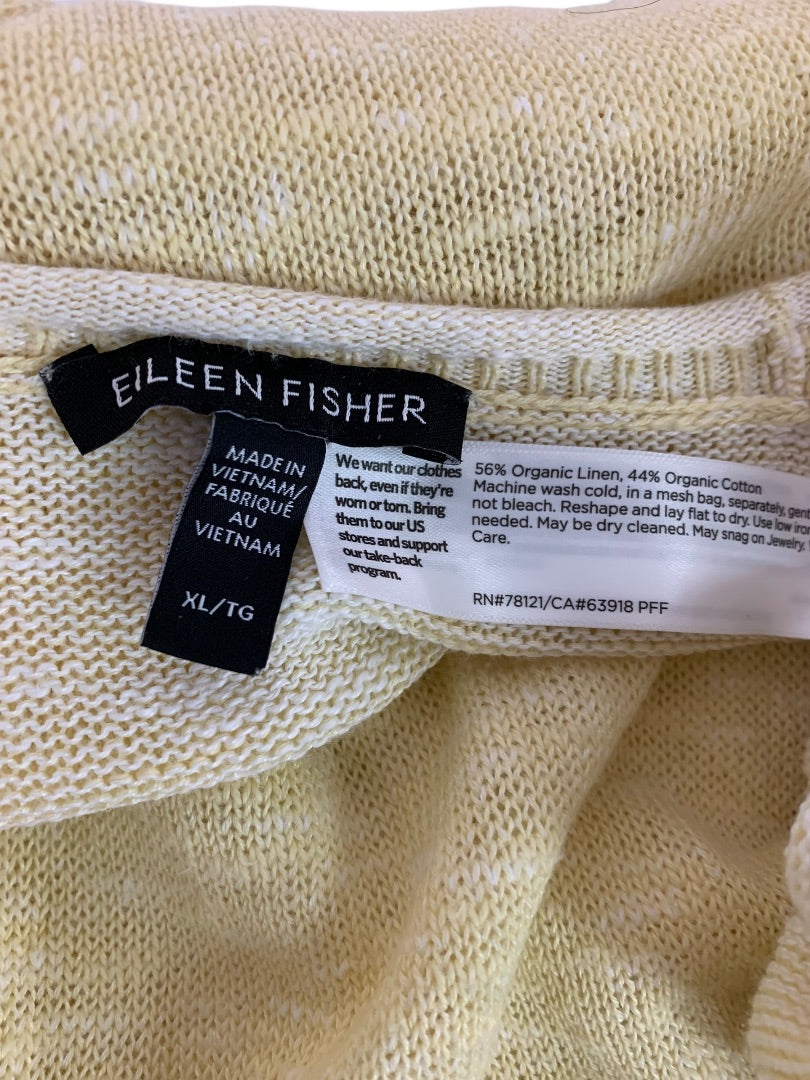 EILEEN FISHER
MADE IN
VIETNAM/
FABRIQUÉ
AU
VIETNAM
XL/TG
We want our clothes
back, even if they're
worn or torn. Bring
them to our US
stores and support
our take-back
program.
56% Organic Linen, 44% Organic Cotton
Machine wash cold, in a mesh bag, separately,
not bleach. Reshape and lay flat to dry. Use low
needed. May be dry cleaned. May snag on Jewelry.
Care.
RN#78121/CA#63918 PFF